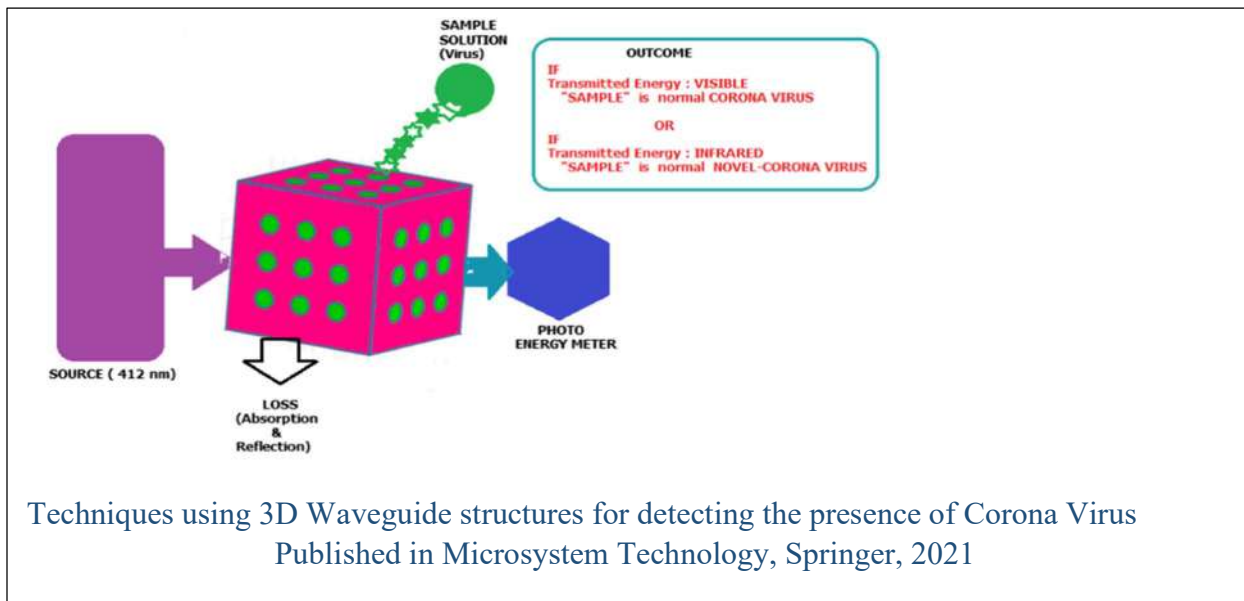 SAMPLE
SOLUTION
(Virus)
OUTCOME
IF
Transmitted Energy : VISIBLE
"SAMPLE" is normal CORONA VIRUS
OR
IF
Transmitted Energy : INFRARED
"SAMPLE" is normal NOVEL-CORONA VIRUS
SOURCE ( 412 nm)
PHOTO
ENERGY METER
LOSS
(Absorption
&
Reflection)
Techniques using 3D Waveguide structures for detecting the presence of Corona Virus
Published in Microsystem Technology, Springer, 2021